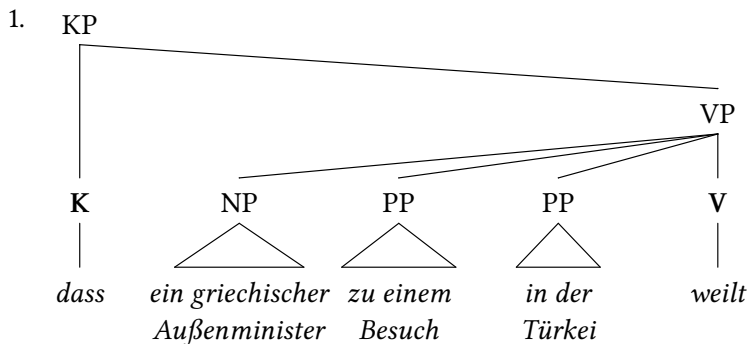 1. KP
VP
K NP PP PP V
dass ein griechischer zu einem in der weilt
Außenminister Besuch Türkei